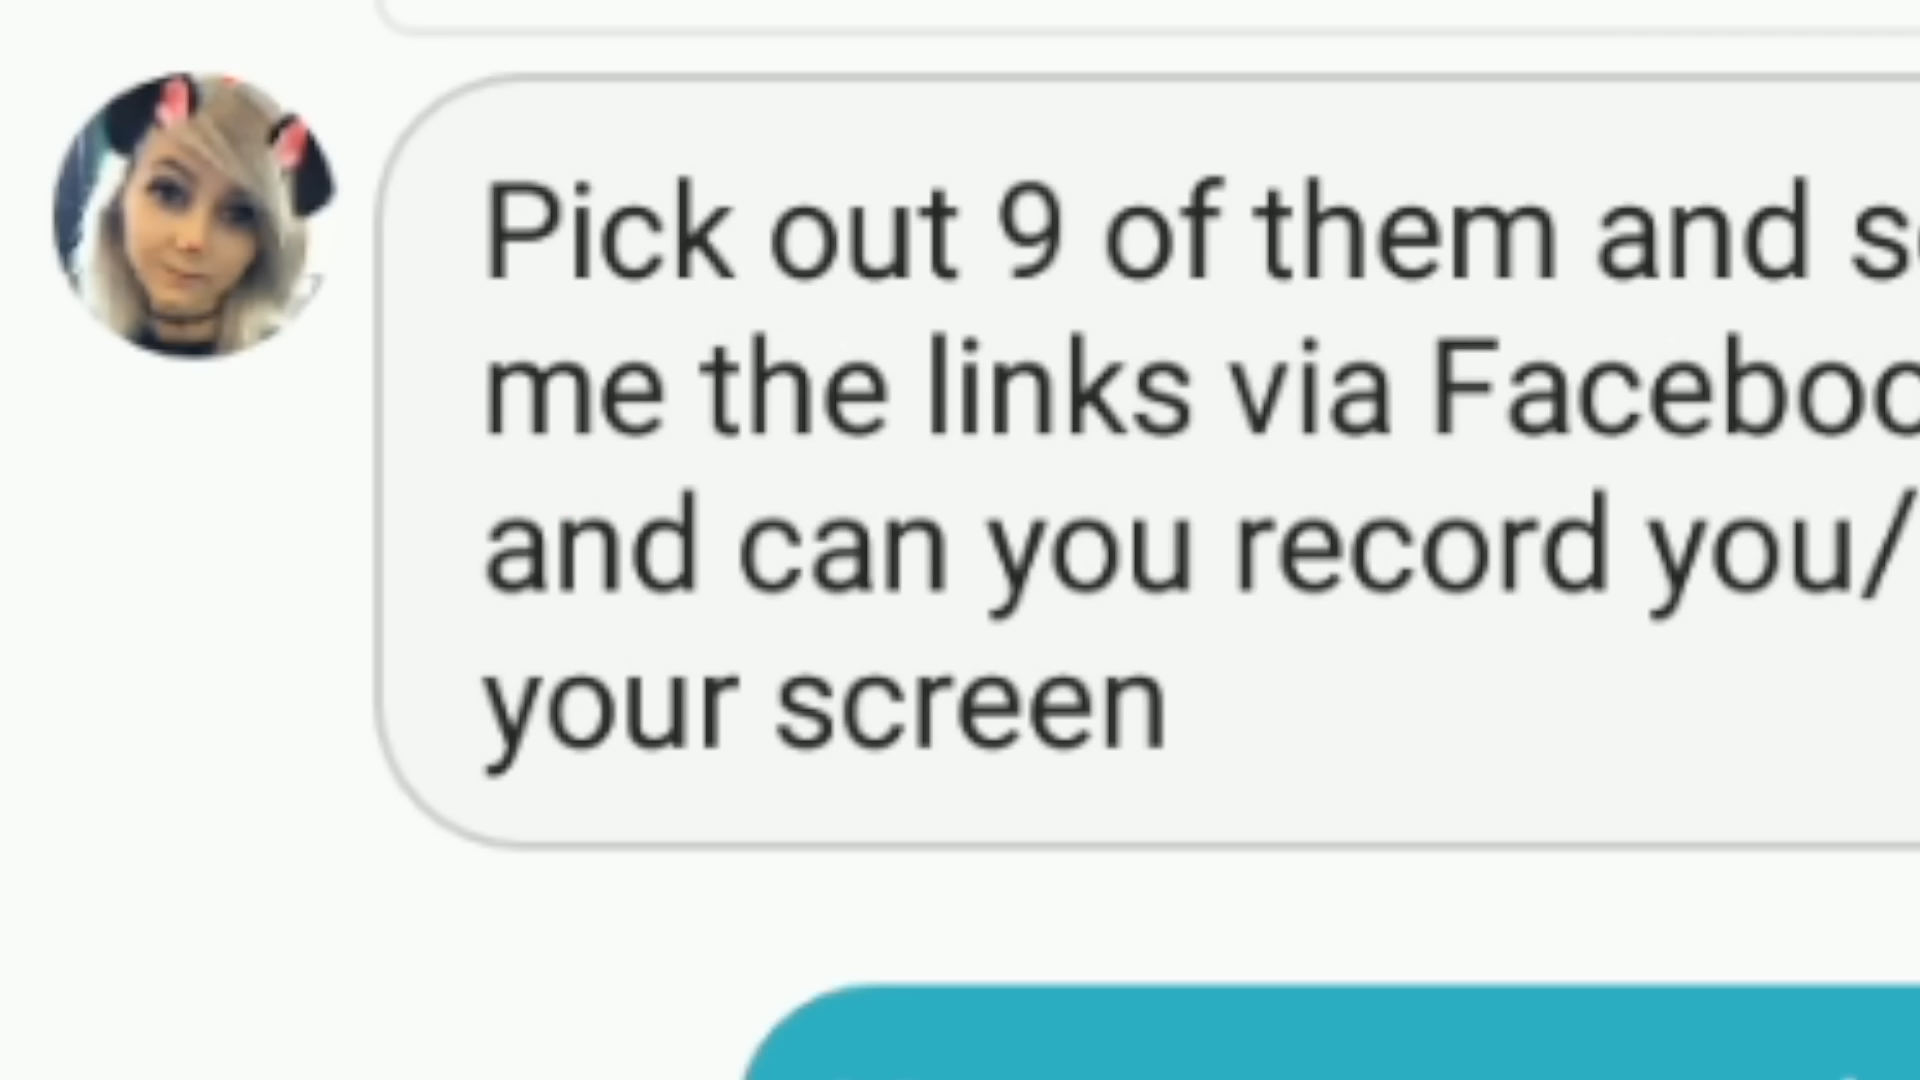 Pick out 9 of them and
me the links via
and can you record you/
your screen